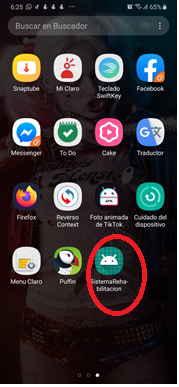 6:25
65%
Buscar en Buscador
Snaptube
Mi Claro
Teclado
SwiftKey
Facebook
Messenger
To Do
Cake
Traductor
Firefox
Reverso
Context
Foto animada
de TikTok
Cuidado del
dispositivo
Menu Claro
Puffin
SistemaReha-
bilitacion